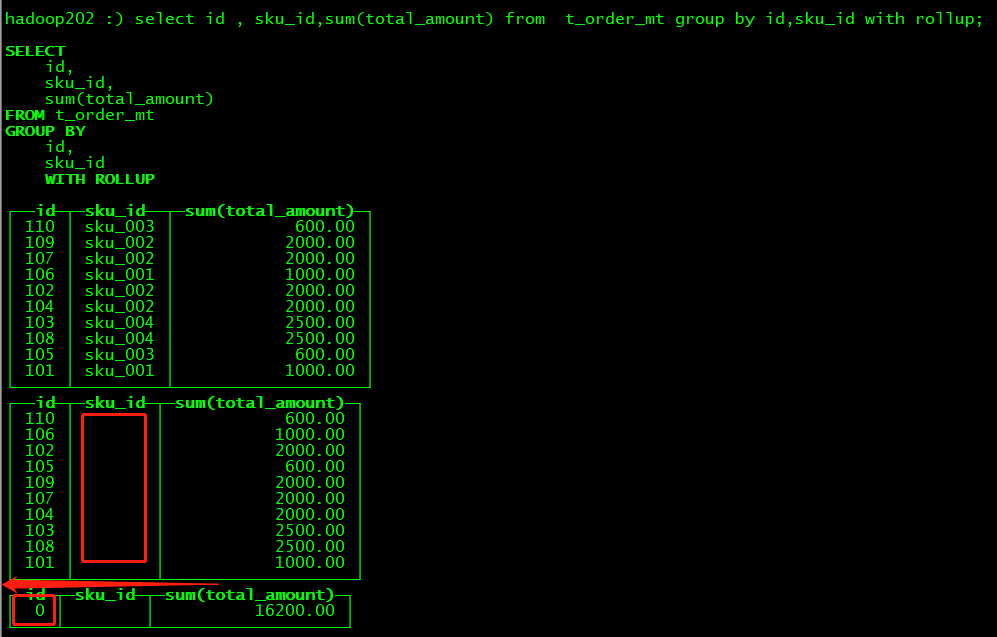 hadoop202 :) select id , sku_id,sum(total_amount) from  t_order_mt group by id,sku_id with rollup;
SELECT
    id,
    sku_id,
    sum(total_amount)
FROM t_order_mt
GROUP BY
    id,
    sku_id
    WITH ROLLUP
id sku_id sum(total_amount)
110 sku_003 600.00
109 sku_002 2000.00
107 sku_002 2000.00
106 sku_001 1000.00
102 sku_002 2000.00
104 sku_002 2000.00
103 sku_004 2500.00
108 sku_004 2500.00
105 sku_003 600.00
101 sku_001 1000.00
id sku_id sum(total_amount)
110 600.00
106 1000.00
102 2000.00
105 600.00
109 2000.00
107 2000.00
104 2000.00
103 2500.00
108 2500.00
101 1000.00
id sku_id sum(total_amount)
0 16200.00